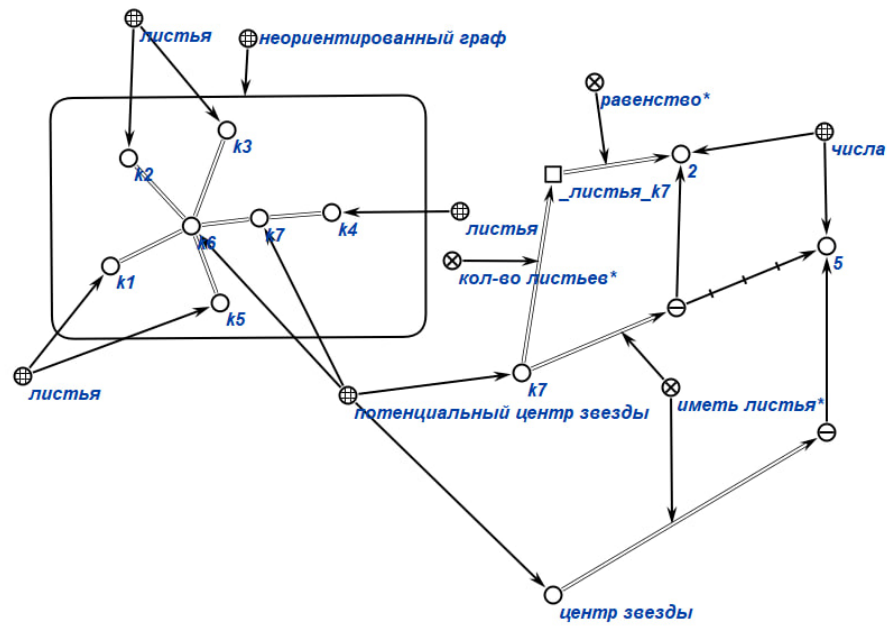 листья
неориентированный граф
k3
k2
равенство*
числа
2
_листья_k7
листья
k6
k7
k4
кол-во листьев*
5
k1
k5
листья
k7
потенциальный центр звезды
иметь листья*
центр звезды